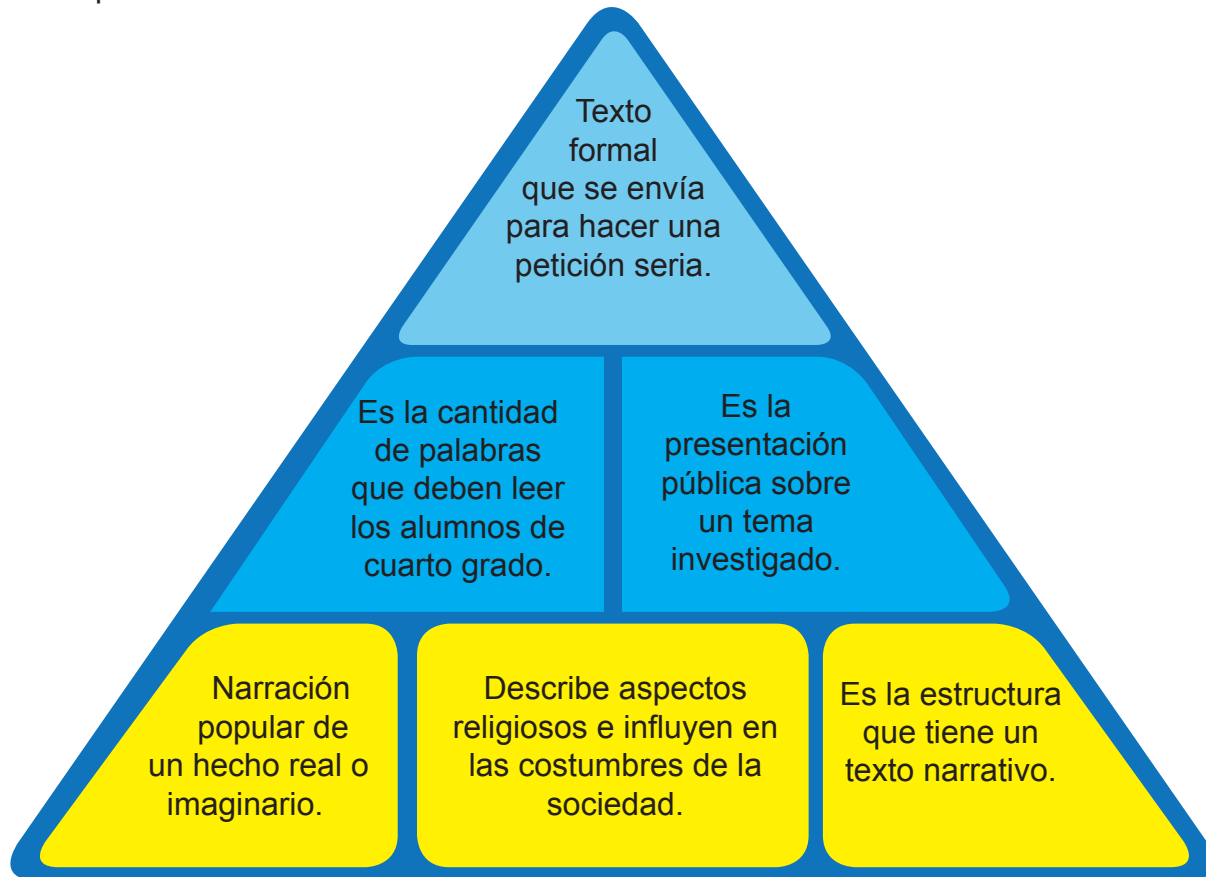 Texto
formal
que se envía
para hacer una
petición seria.
Es la cantidad
de palabras
que deben leer
los alumnos de
cuarto grado.
Es la
presentación
pública sobre
un tema
investigado.
Narración
popular de
un hecho real o
imaginario.
Describe aspectos
religiosos e influyen en
las costumbres de la
sociedad.
Es la estructura
que tiene un
texto narrativo.